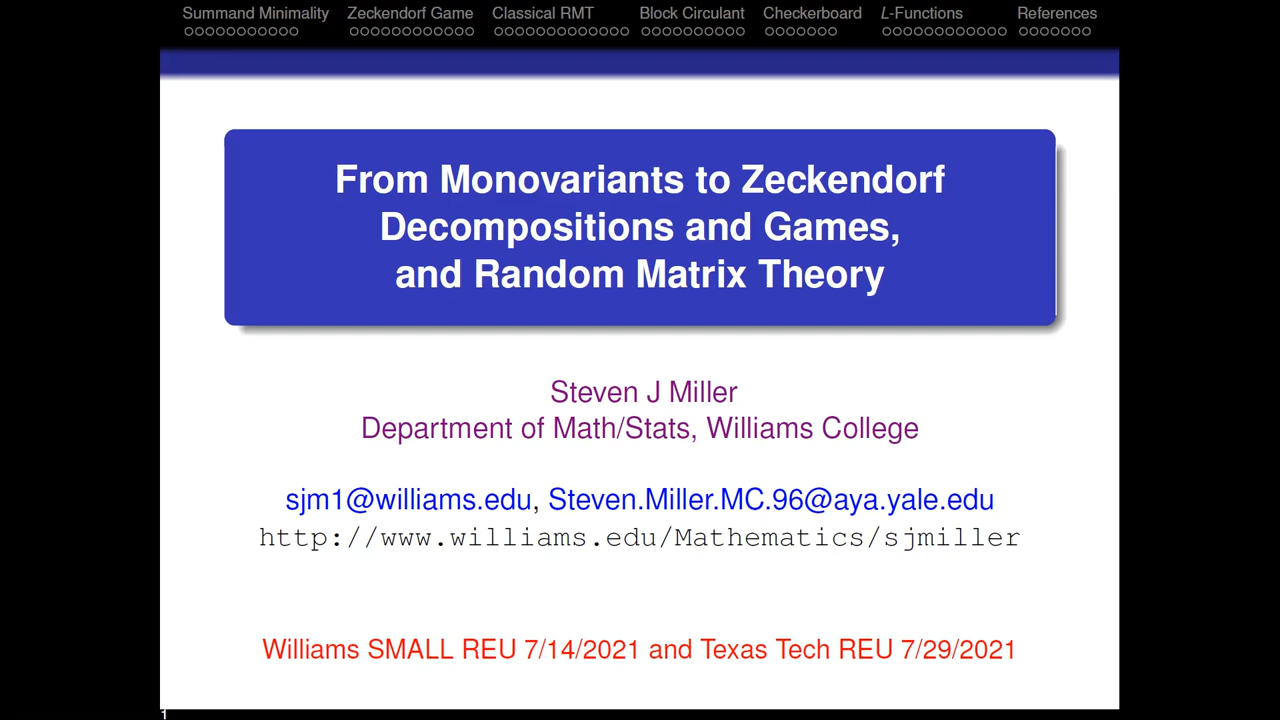 Summand Minimality Zeckendorf Game Classical RMT Block Circulant Checkerboard L-Functions References
From Monovariants to Zeckendorf
Decompositions and Games,
and Random Matrix Theory
Steven J Miller
Department of Math/Stats, Williams College
sjm1@williams.edu, Steven.Miller.MC.96@aya.yale.edu
http://www.williams.edu/Mathematics/sjmiller
Williams SMALL REU 7/14/2021 and Texas Tech REU 7/29/2021
1